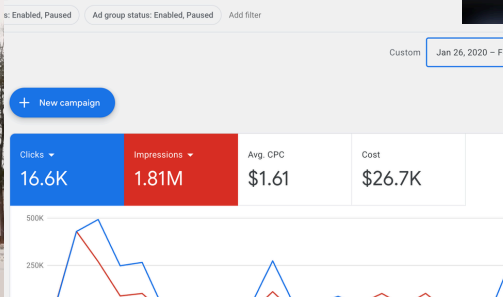 s: Enabled, Paused Ad group status: Enabled, Paused Add filter
Custom Jan 26, 2020 – F
+ New campaign
Clicks Impressions Avg. CPC Cost
16.6K 1.81M $1.61 $26.7K
500K
250K